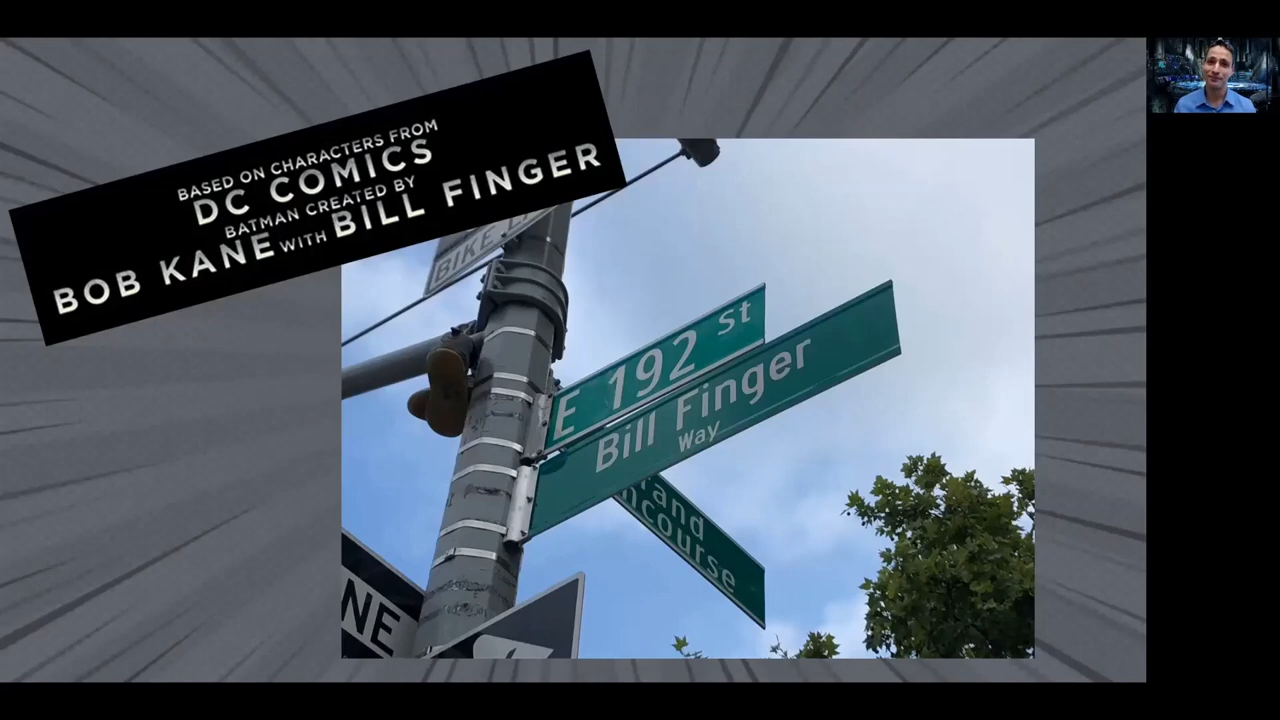 BASED ON CHARACTERS FROM
DC COMICS
BATMAN CREATED BY
BOB KANE WITH BILL FINGER
BIKE
E 192 St
Bill Finger
Way
NE